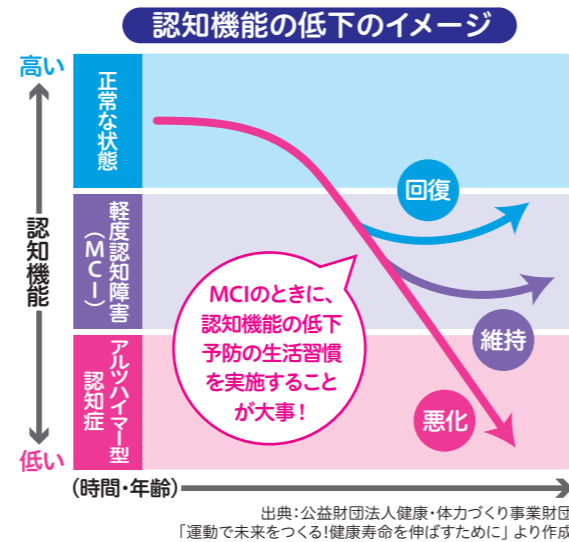 認知機能の低下のイメージ
高い
認知機能
低い
正常な状態
軽度認知障害
（ＭＣＩ）
アルツハイマー型
認知症
回復
維持
悪化
MCIのときに、
認知機能の低下
予防の生活習慣
を実施すること
が大事！
（時間・年齢）
出典：公益財団法人健康・体力づくり事業財団
「運動で未来をつくる！健康寿命を伸ばすために」より作成